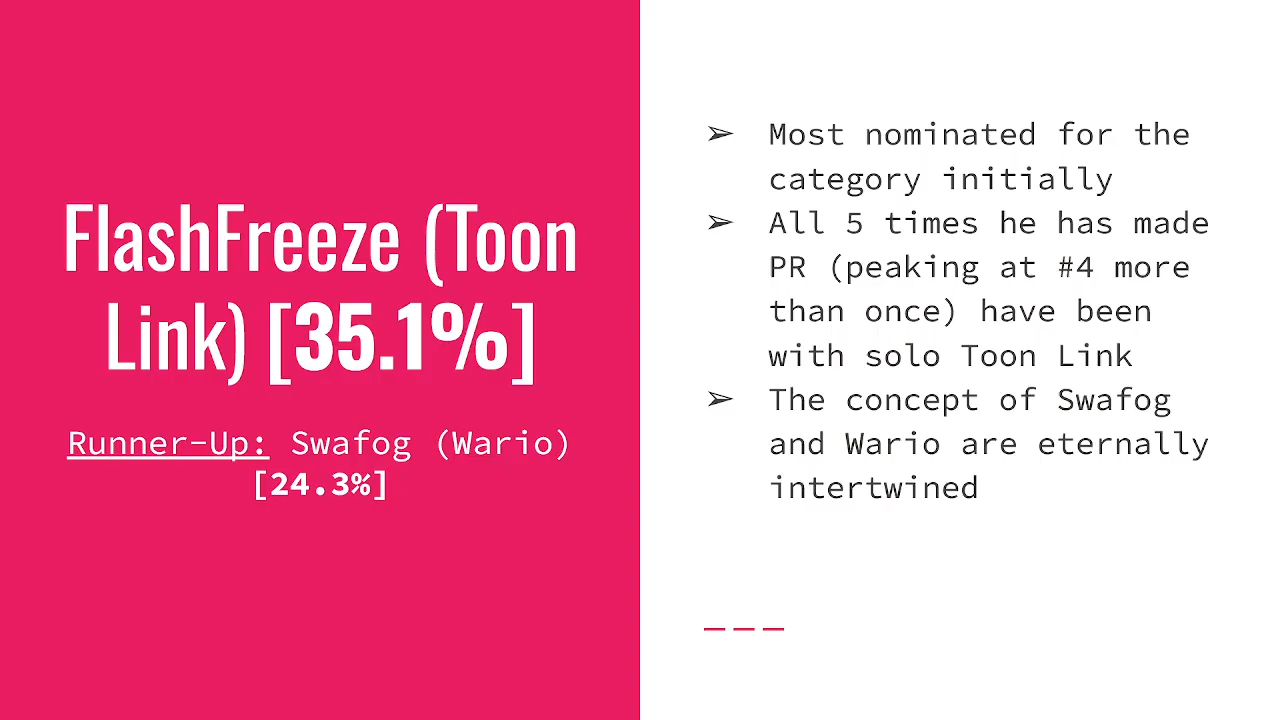 FlashFreeze (Toon
Link) [35.1%]
Runner-Up: Swafog (Wario)
[24.3%]
➢ Most nominated for the
category initially
➢ All 5 times he has made
PR (peaking at #4 more
than once) have been
with solo Toon Link
➢ The concept of Swafog
and Wario are eternally
intertwined